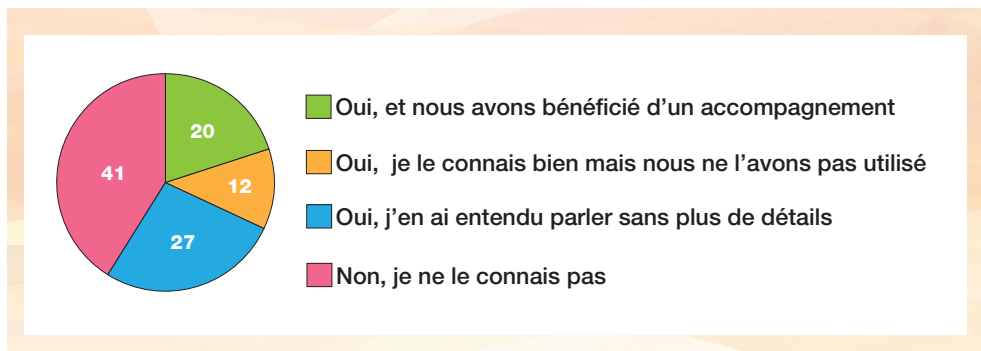 20
Oui, et nous avons bénéficié d'un accompagnement
12
Oui, je le connais bien mais nous ne l'avons pas utilisé
41
27
Oui, j'en ai entendu parler sans plus de détails
Non, je ne le connais pas